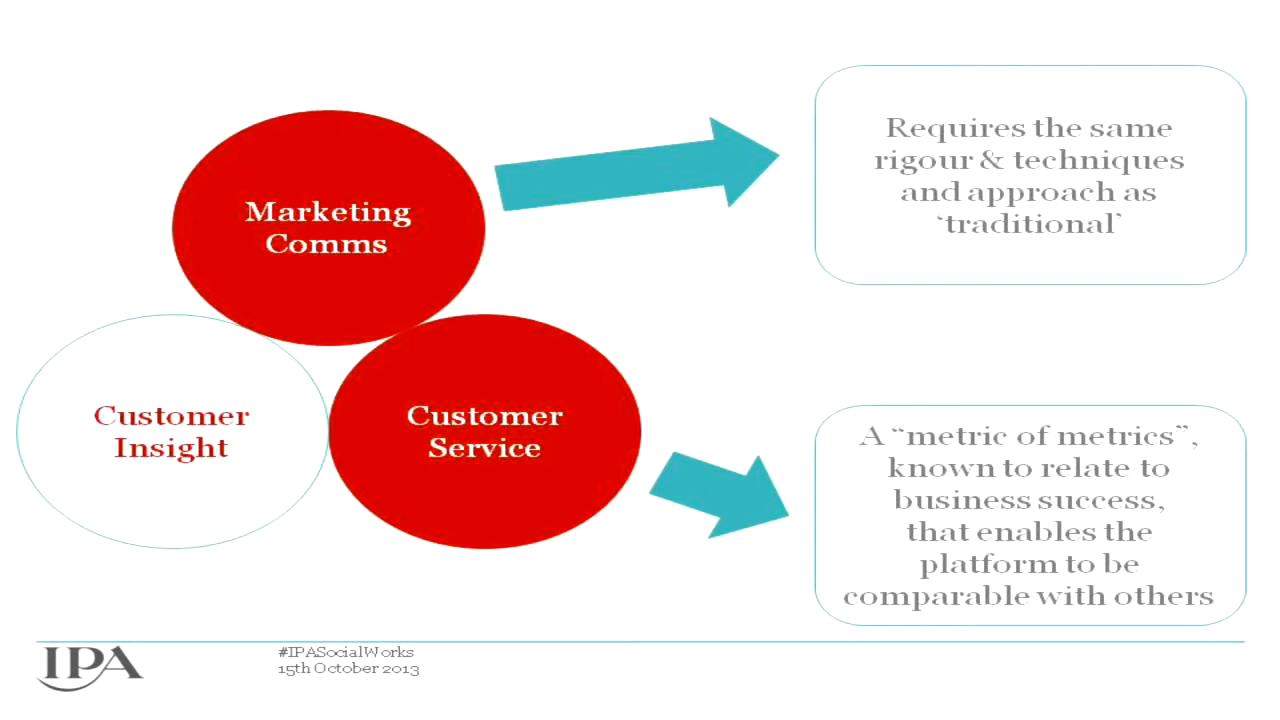 Marketing
Comms
Customer
Insight
Customer
Service
Requires the same
rigour & techniques
and approach as
‘traditional’
A “metric of metrics”,
known to relate to
business success,
that enables the
platform to be
comparable with others
IPA
#IPASocialWorks
15th October 2013